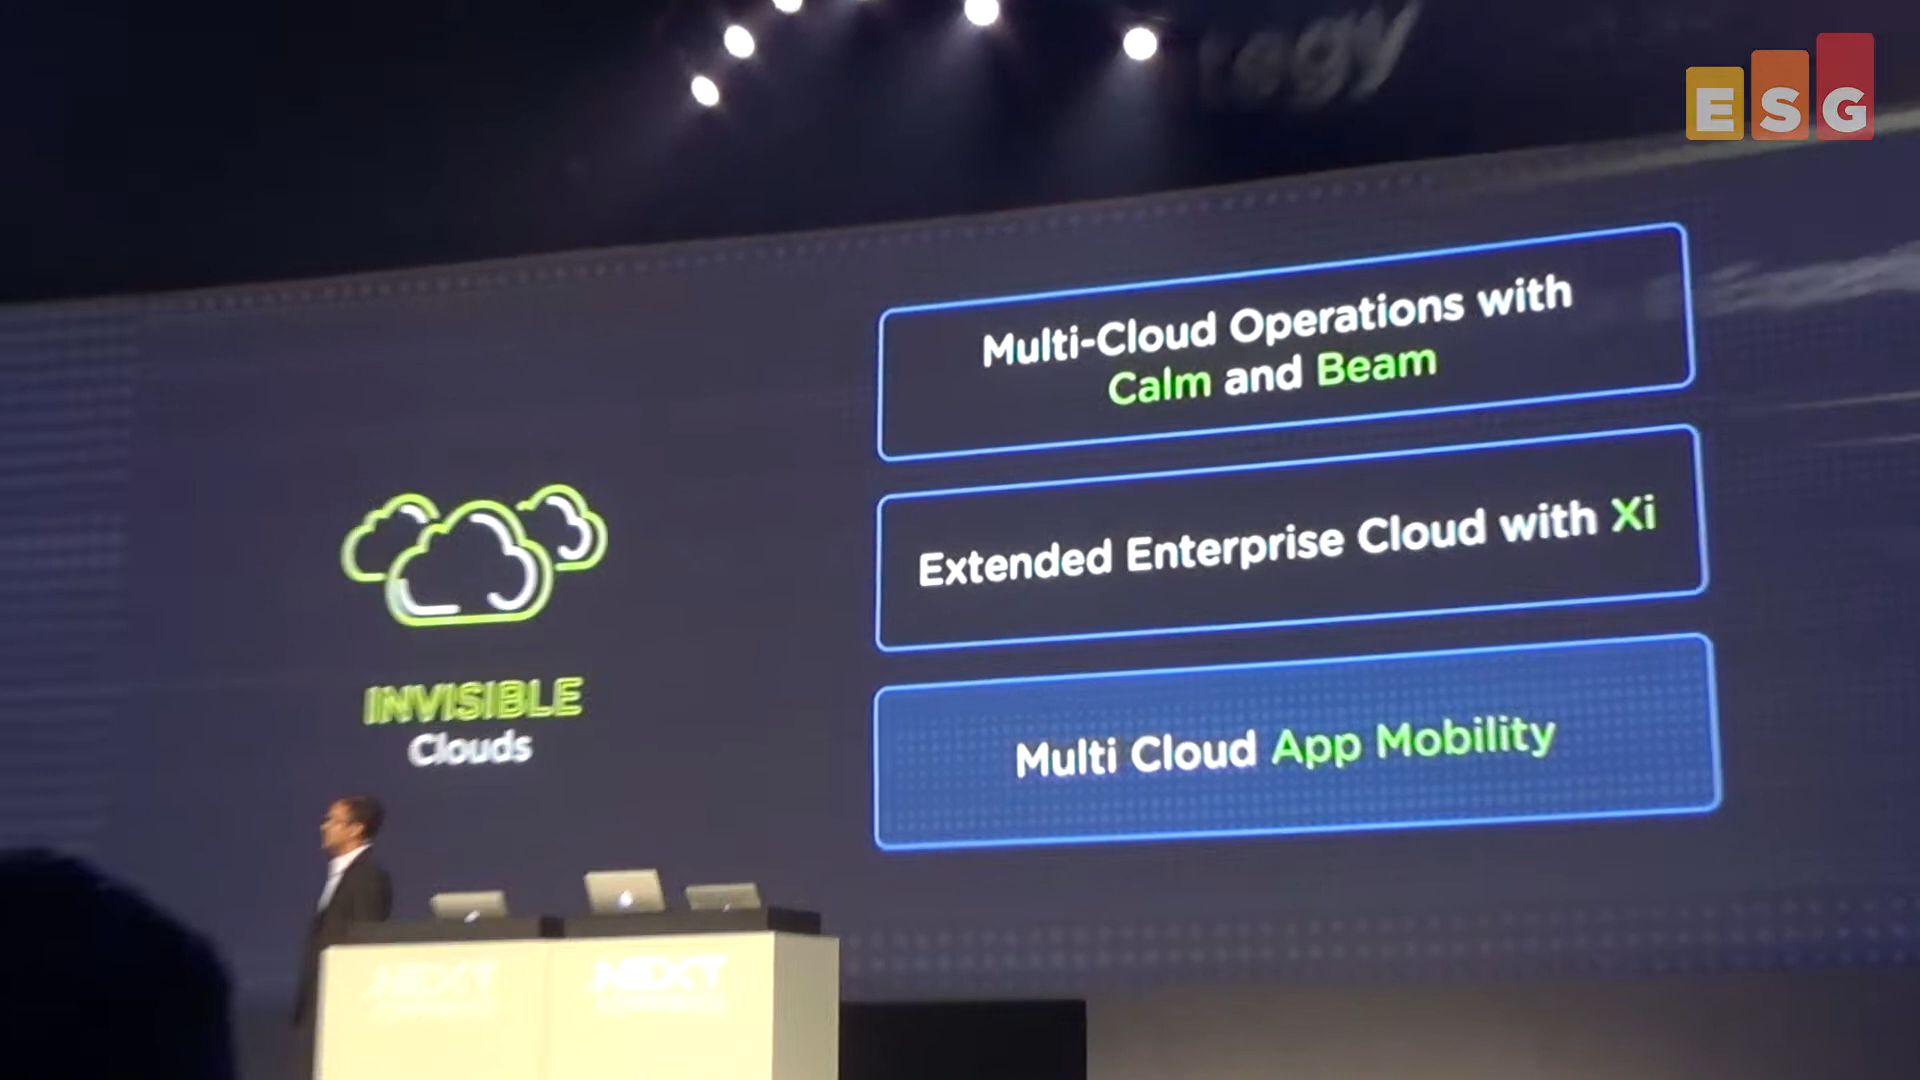 tegy
ESG
Multi-Cloud Operations with
Calm and Beam
Extended Enterprise Cloud with Xi
Multi Cloud App Mobility
INVISIBLE
Clouds
.NEXT
.NEXT